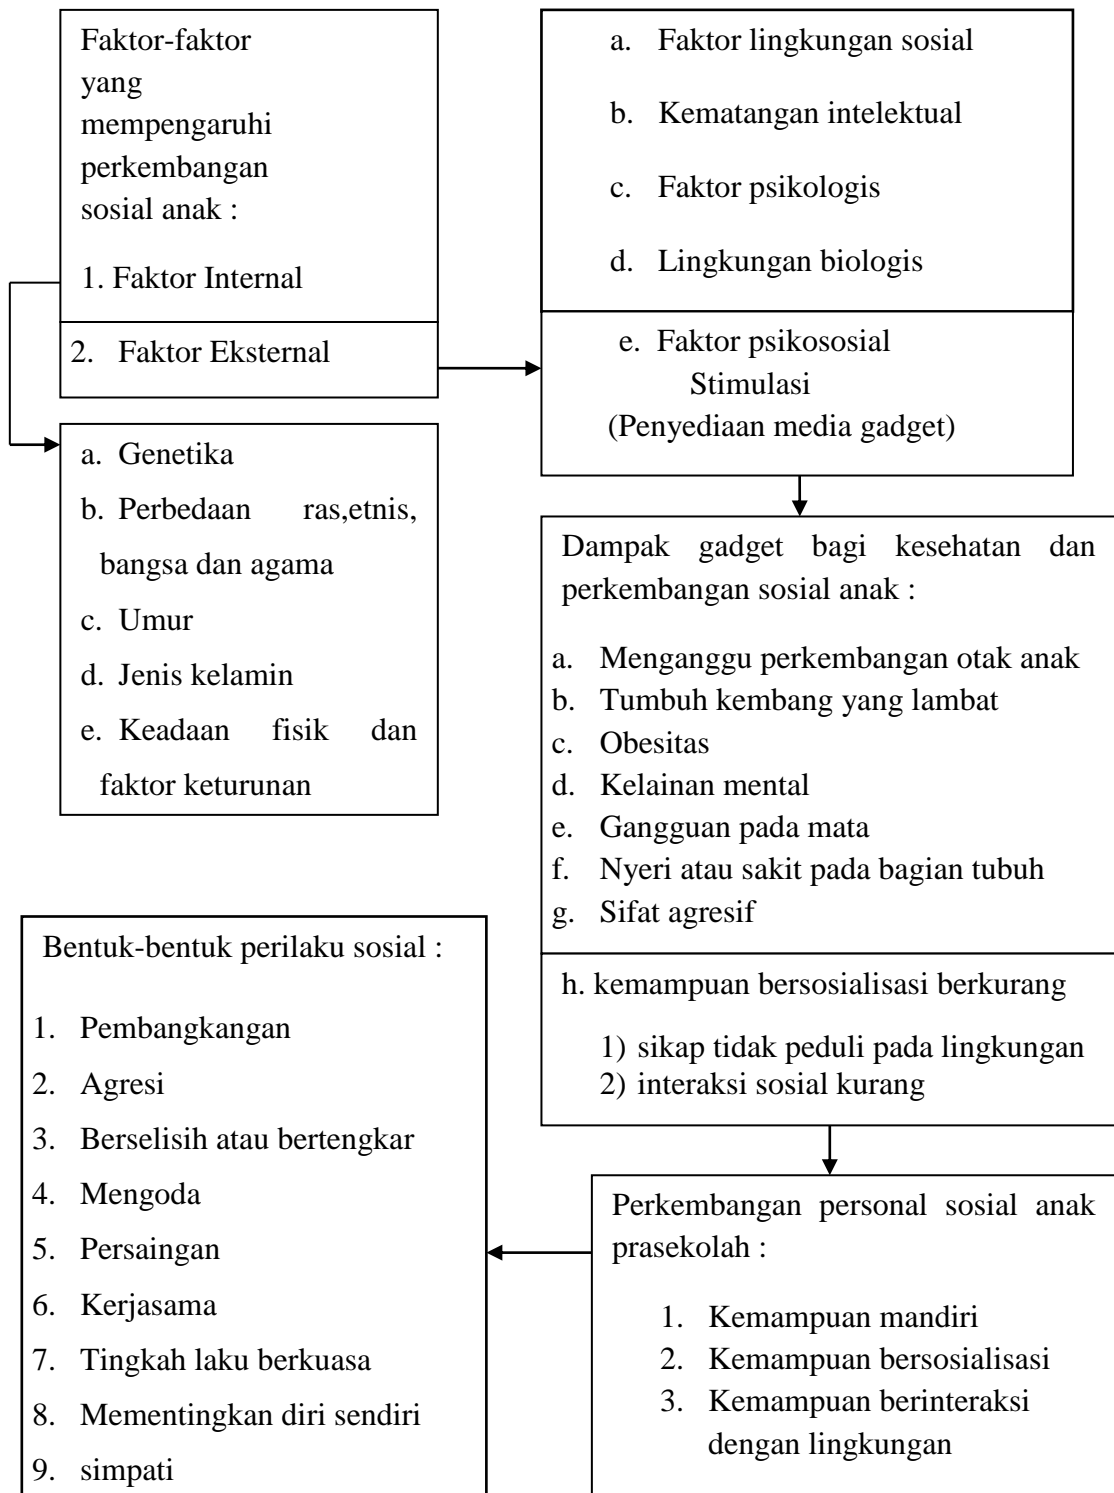 Faktor-faktor
yang
mempengaruhi
perkembangan
sosial anak :
1. Faktor Internal
2. Faktor Eksternal
a. Genetika
b. Perbedaan ras,etnis,
bangsa dan agama
c. Umur
d. Jenis kelamin
e. Keadaan fisik dan
faktor keturunan
a. Faktor lingkungan sosial
b. Kematangan intelektual
c. Faktor psikologis
d. Lingkungan biologis
e. Faktor psikososial
Stimulasi
(Penyediaan media gadget)
Dampak gadget bagi kesehatan dan
perkembangan sosial anak :
a. Menganggu perkembangan otak anak
b. Tumbuh kembang yang lambat
c. Obesitas
d. Kelainan mental
e. Gangguan pada mata
f. Nyeri atau sakit pada bagian tubuh
g. Sifat agresif
h. kemampuan bersosialisasi berkurang
1) sikap tidak peduli pada lingkungan
2) interaksi sosial kurang
Perkembangan personal sosial anak
prasekolah :
1. Kemampuan mandiri
2. Kemampuan bersosialisasi
3. Kemampuan berinteraksi
dengan lingkungan
Bentuk-bentuk perilaku sosial :
1. Pembangkangan
2. Agresi
3. Berselisih atau bertengkar
4. Mengoda
5. Persaingan
6. Kerjasama
7. Tingkah laku berkuasa
8. Mementingkan diri sendiri
9. simpati